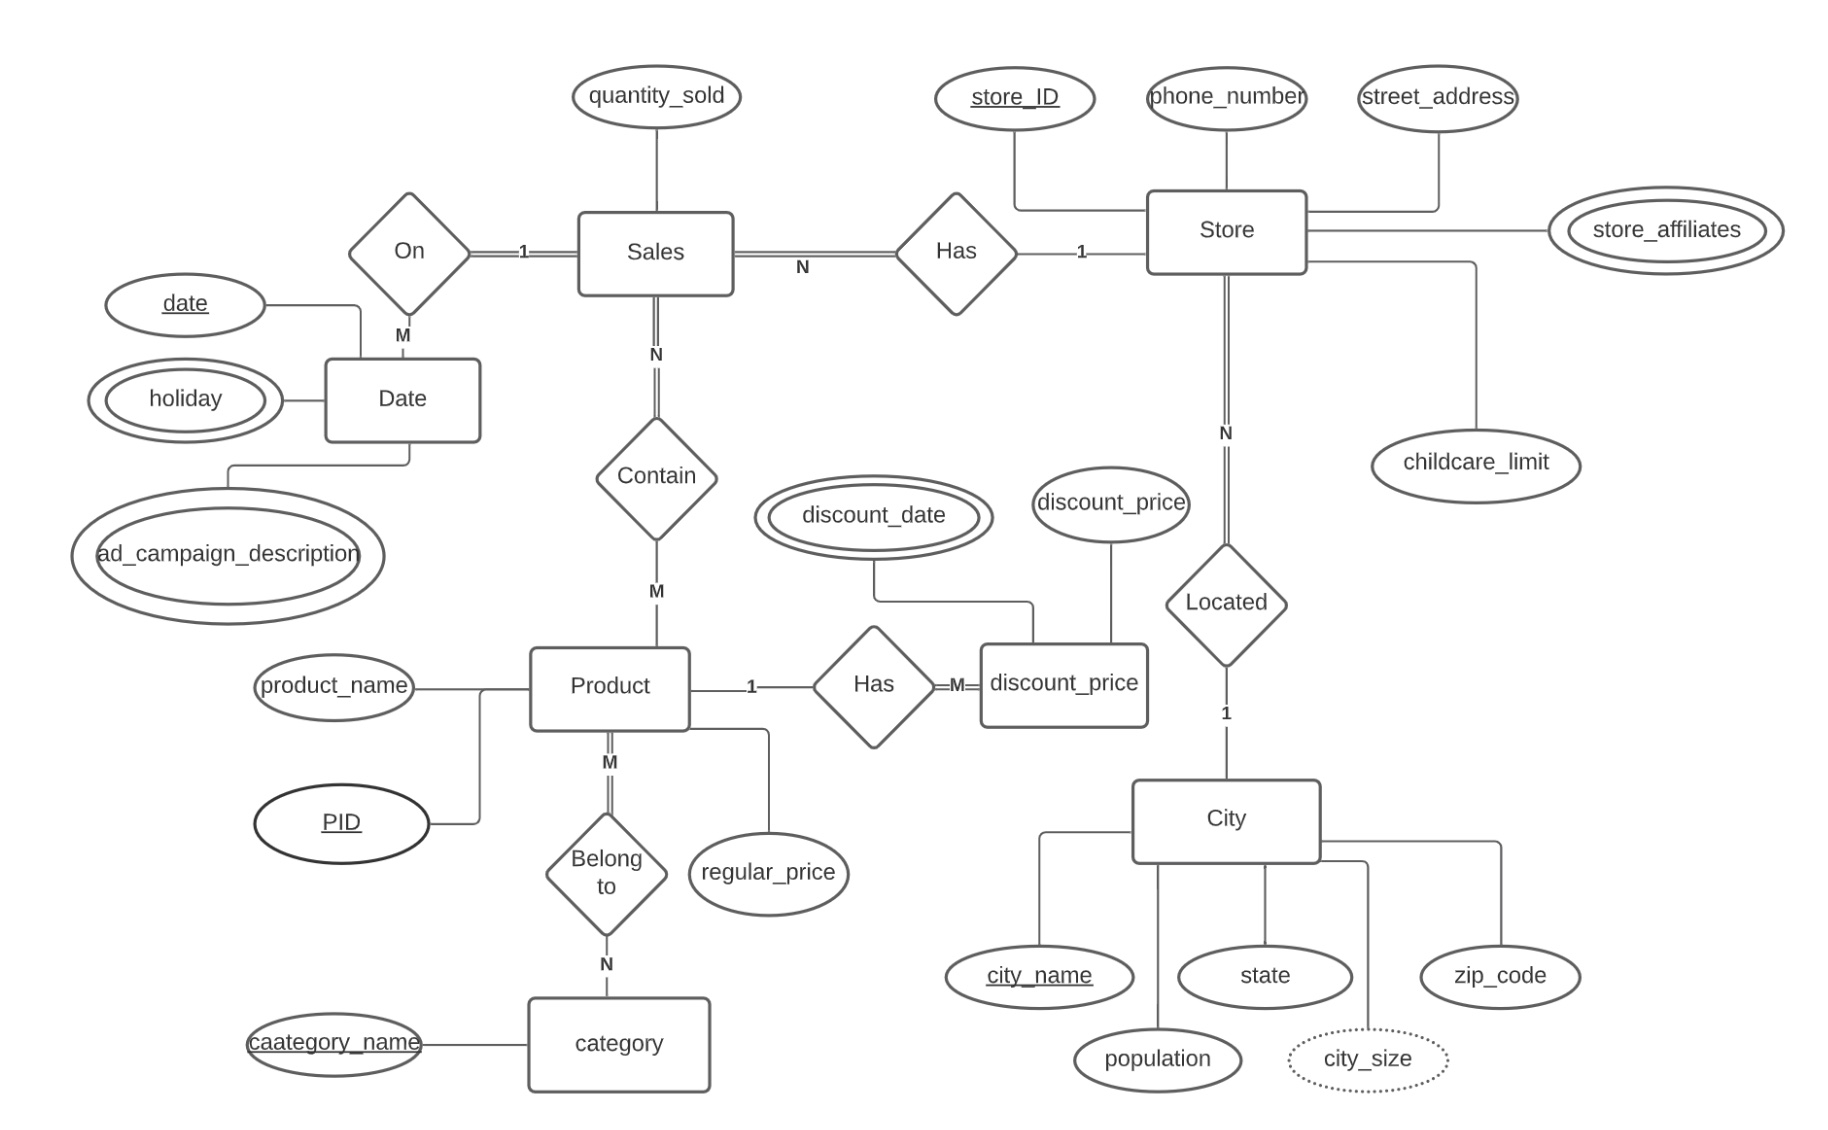 quantity_sold
store_ID
phone_number
street_address
On
1
Sales
N
Has
1
Store
store_affiliates
date
M
holiday
Date
N
ad_campaign_description
Contain
M
discount_date
discount_price
N
childcare_limit
Located
product_name
Product
1
Has
M
discount_price
1
PID
M
Belong
to
regular_price
City
N
caategory_name
category
city_name
state
zip_code
population
city_size